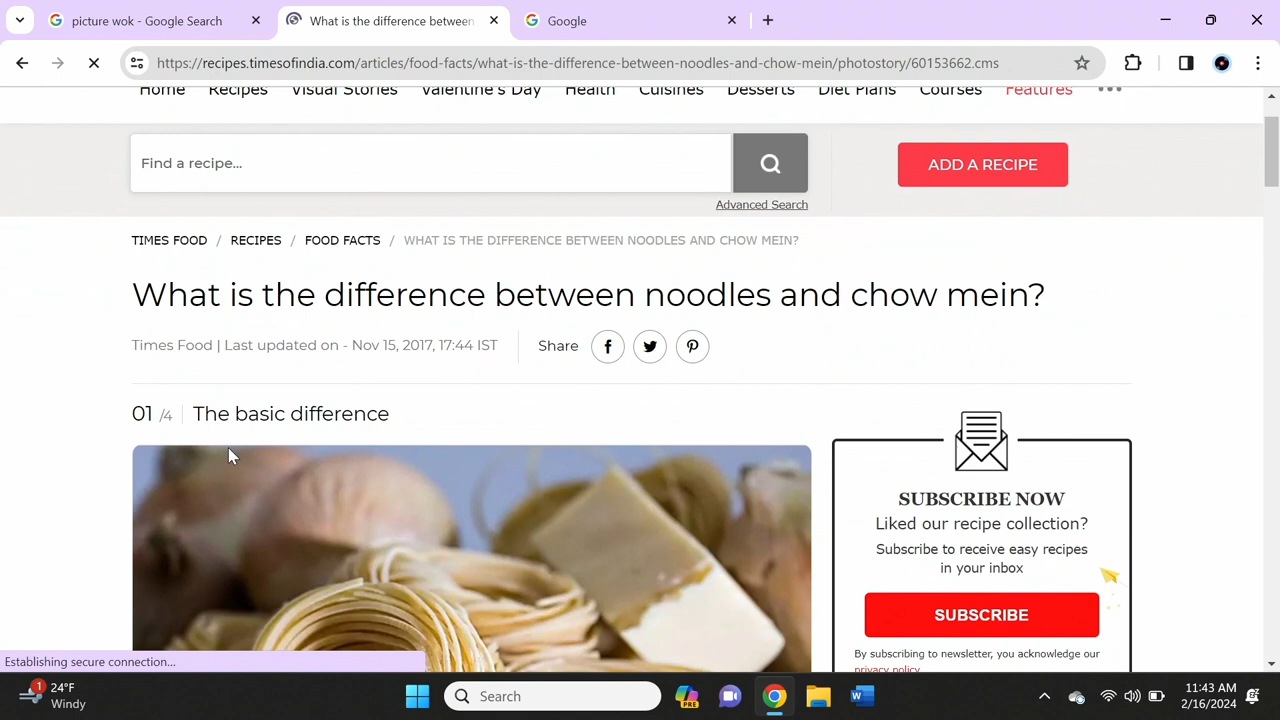 picture wok - Google Search
What is the difference between
Google
https://recipes.timesofindia.com/articles/food-facts/what-is-the-difference-between-noodles-and-chow-mein/photostory/60153662.cms
Home Recipes Visual Stories Valentine's Day Health Cuisines Desserts Diet Plans Courses Features
Find a recipe...
ADD A RECIPE
Advanced Search
TIMES FOOD / RECIPES / FOOD FACTS / WHAT IS THE DIFFERENCE BETWEEN NOODLES AND CHOW MEIN?
What is the difference between noodles and chow mein?
Times Food | Last updated on - Nov 15, 2017, 17:44 IST
Share
01 /4 The basic difference
SUBSCRIBE NOW
Liked our recipe collection?
Subscribe to receive easy recipes
in your inbox
SUBSCRIBE
By subscribing to newsletter, you acknowledge our
privacy policy
Establishing secure connection...
1
24°F
Windy
Search
PRE
11:43 AM
2/16/2024